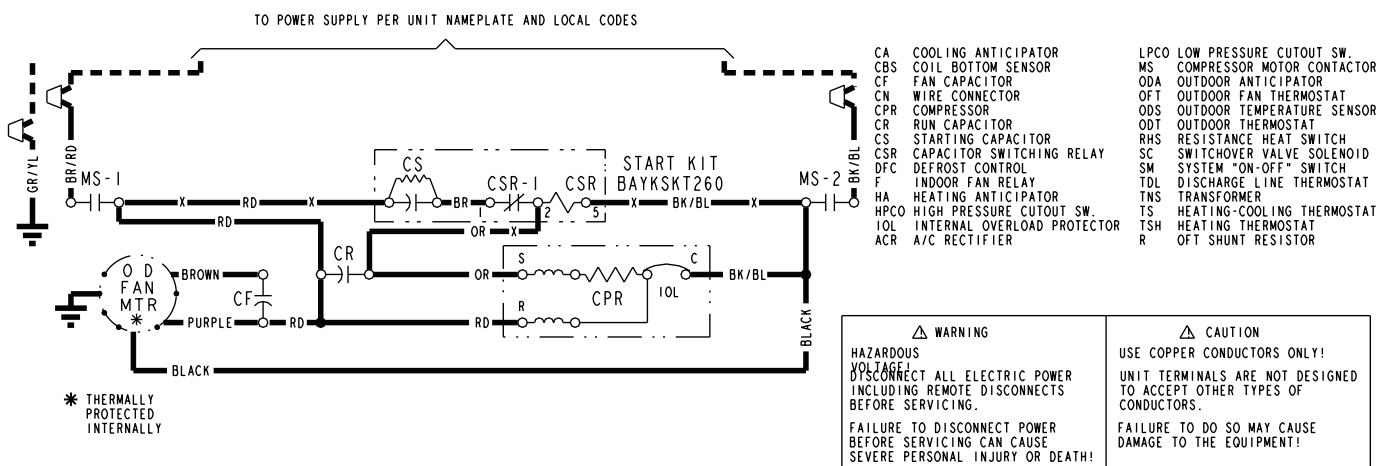 TO POWER SUPPLY PER UNIT NAMEPLATE AND LOCAL CODES
GR/YL
BR/RD
MS-1
X
RD
X
RD
CS
BR
1
CSR-1
2
CSR
5
OR
X
START KIT
BAYKSKT260
X
BK/BL
X
MS-2
BK/BL
O D
FAN
MTR
*
BROWN
CF
PURPLE
RD
CR
OR
S
R
RD
CPR
IOL
C
BK/BL
BLACK
BLACK
* THERMALLY
PROTECTED
INTERNALLY
CA COOLING ANTICIPATOR
CBS COIL BOTTOM SENSOR
CF FAN CAPACITOR
CN WIRE CONNECTOR
CPR COMPRESSOR
CR RUN CAPACITOR
CS STARTING CAPACITOR
CSR CAPACITOR SWITCHING RELAY
DFC DEFROST CONTROL
F INDOOR FAN RELAY
HA HEATING ANTICIPATOR
HPCO HIGH PRESSURE CUTOUT SW.
IOL INTERNAL OVERLOAD PROTECTOR
ACR A/C RECTIFIER
LPCO LOW PRESSURE CUTOUT SW.
MS COMPRESSOR MOTOR CONTACTOR
ODA OUTDOOR ANTICIPATOR
OFT OUTDOOR FAN THERMOSTAT
ODS OUTDOOR TEMPERATURE SENSOR
ODT OUTDOOR THERMOSTAT
RHS RESISTANCE HEAT SWITCH
SC SWITCHOVER VALVE SOLENOID
SM SYSTEM "ON-OFF" SWITCH
TDL DISCHARGE LINE THERMOSTAT
TNS TRANSFORMER
TS HEATING-COOLING THERMOSTAT
TSH HEATING THERMOSTAT
R OFT SHUNT RESISTOR
⚠ WARNING
HAZARDOUS
VOLTAGE!
DISCONNECT ALL ELECTRIC POWER
INCLUDING REMOTE DISCONNECTS
BEFORE SERVICING.
FAILURE TO DISCONNECT POWER
BEFORE SERVICING CAN CAUSE
SEVERE PERSONAL INJURY OR DEATH!
⚠ CAUTION
USE COPPER CONDUCTORS ONLY!
UNIT TERMINALS ARE NOT DESIGNED
TO ACCEPT OTHER TYPES OF
CONDUCTORS.
FAILURE TO DO SO MAY CAUSE
DAMAGE TO THE EQUIPMENT!